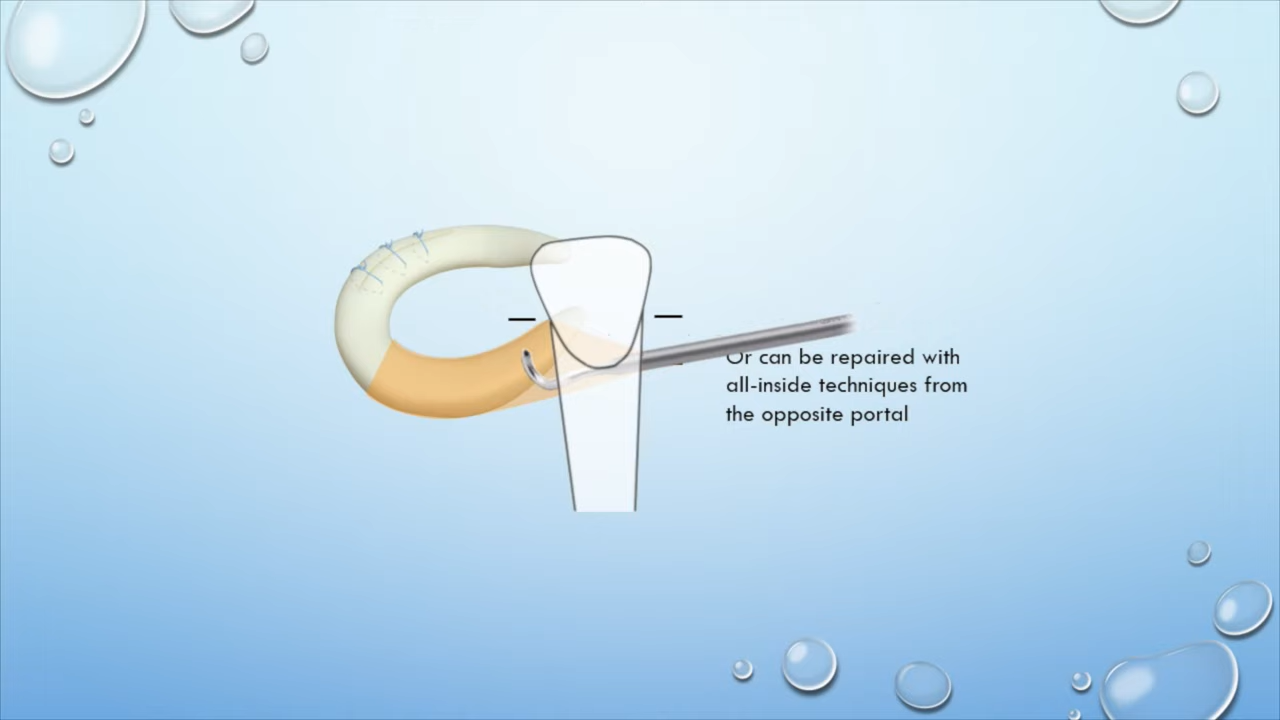 Or can be repaired with
all-inside techniques from
the opposite portal